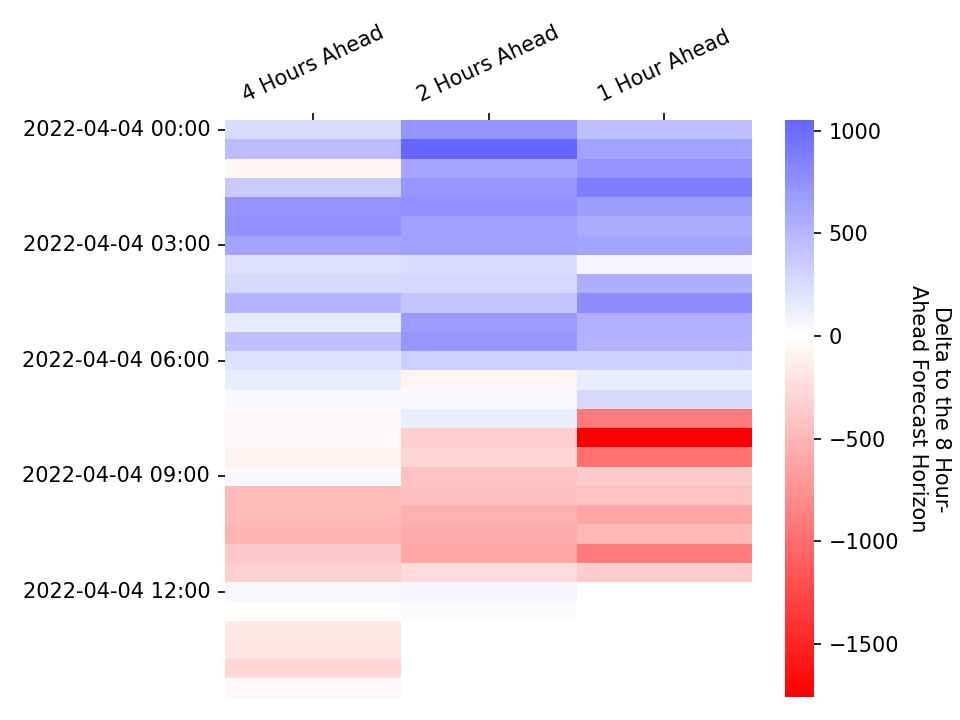 4 Hours Ahead
2 Hours Ahead
1 Hour Ahead
2022-04-04 00:00
2022-04-04 03:00
2022-04-04 06:00
2022-04-04 09:00
2022-04-04 12:00
1000
500
0
−500
−1000
−1500
Delta to the 8 Hour-
Ahead Forecast Horizon